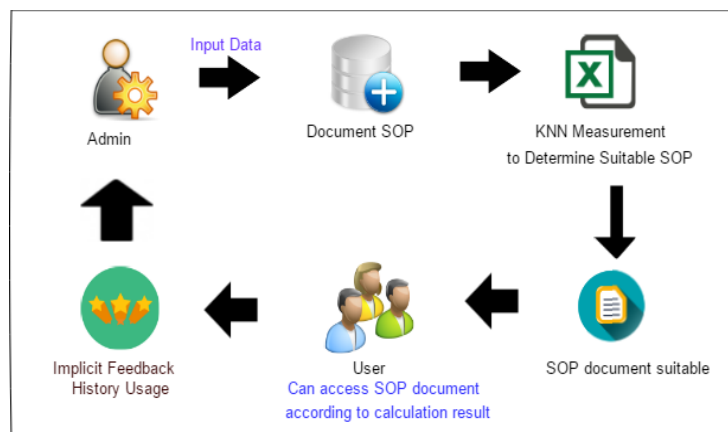 Input Data
Admin
Document SOP
KNN Measurement
to Determine Suitable SOP
Implicit Feedback
History Usage
User
Can access SOP document
according to calculation result
SOP document suitable